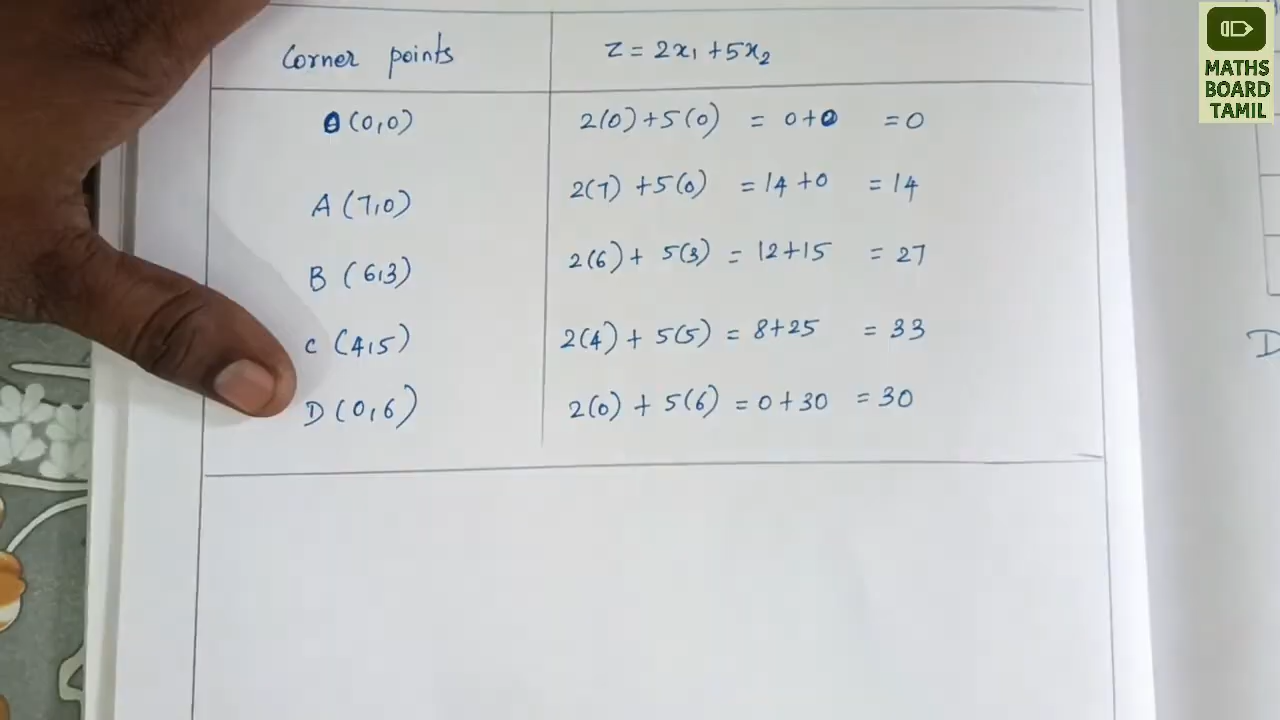 Corner points Z = 2x₁ + 5x₂
O (0,0) 2(0)+5(0) = 0+0 = 0
A (7,0) 2(7) +5(0) = 14 +0 = 14
B (6,3) 2(6)+ 5(3) = 12+15 = 27
C (4,5) 2(4) + 5(5) = 8+25 = 33
D (0,6) 2(0) + 5(6) = 0+30 = 30
D
MATHS
BOARD
TAMIL